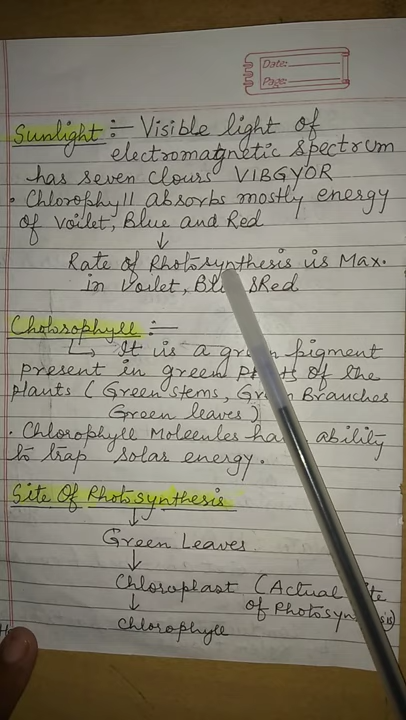 Date:
Page:
Sunlight :- Visible light of
electromagnetic spectrum
has seven clours VIBGYOR
• Chlorophyll absorbs mostly energy
of Voilet, Blue and Red
↓
Rate of Photosynthesis is Max.
in Voilet, Blue & Red
Cholosophyll :-
↳ It is a green pigment
present in green parts of the
plants ( Green stems, Green Branches
Green leaves )
• Chlorophyll Moleenles have ability
to trap solar energy.
Site Of Photosynthesis
↓
Green Leaves
↓
Chloroplast ( Actual site
of Photosynthesis)
↓
chlorophyll